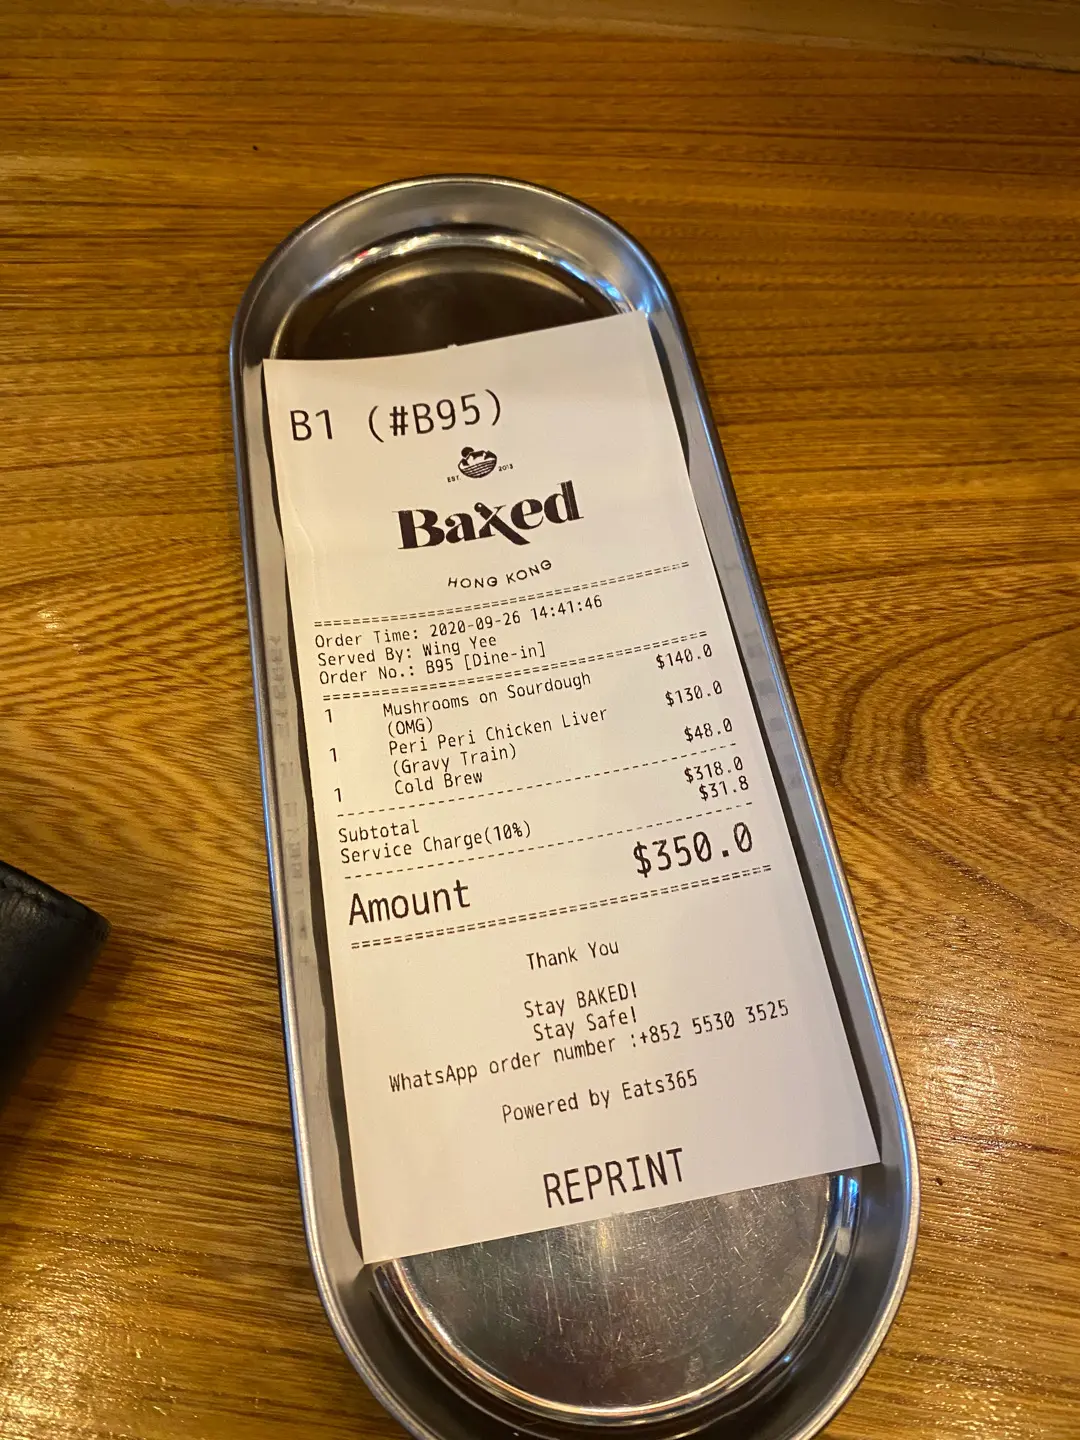 B1 (#B95)
EST. 2013
Baked
HONG KONG
=====================================
Order Time: 2020-09-26 14:41:46
Served By: Wing Yee
Order No.: B95 [Dine-in]
=====================================
1 Mushrooms on Sourdough $140.0
(OMG)
1 Peri Peri Chicken Liver $130.0
(Gravy Train)
1 Cold Brew $48.0
-------------------------------------
Subtotal $318.0
Service Charge(10%) $31.8
-------------------------------------
Amount $350.0
=====================================
Thank You
Stay BAKED!
Stay Safe!
WhatsApp order number :+852 5530 3525
Powered by Eats365
REPRINT